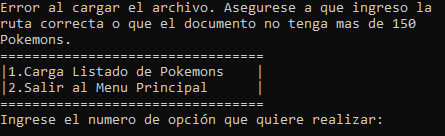 Error al cargar el archivo. Asegurese a que ingreso la
ruta correcta o que el documento no tenga mas de 150
Pokemons.
=================================
|1.Carga Listado de Pokemons    |
|2.Salir al Menu Principal      |
=================================
Ingrese el numero de opción que quiere realizar: